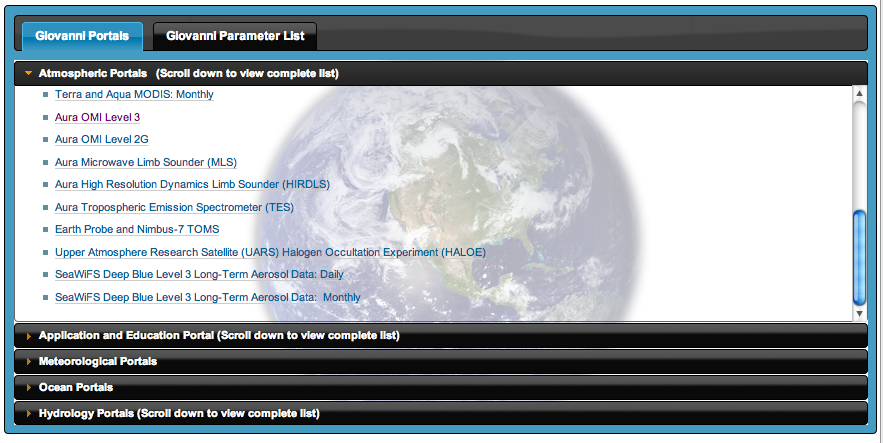 Giovanni Portals
Giovanni Parameter List
Atmospheric Portals (Scroll down to view complete list)
Terra and Aqua MODIS: Monthly
Aura OMI Level 3
Aura OMI Level 2G
Aura Microwave Limb Sounder (MLS)
Aura High Resolution Dynamics Limb Sounder (HIRDLS)
Aura Tropospheric Emission Spectrometer (TES)
Earth Probe and Nimbus-7 TOMS
Upper Atmosphere Research Satellite (UARS) Halogen Occultation Experiment (HALOE)
SeaWiFS Deep Blue Level 3 Long-Term Aerosol Data: Daily
SeaWiFS Deep Blue Level 3 Long-Term Aerosol Data: Monthly
Application and Education Portal (Scroll down to view complete list)
Meteorological Portals
Ocean Portals
Hydrology Portals (Scroll down to view complete list)